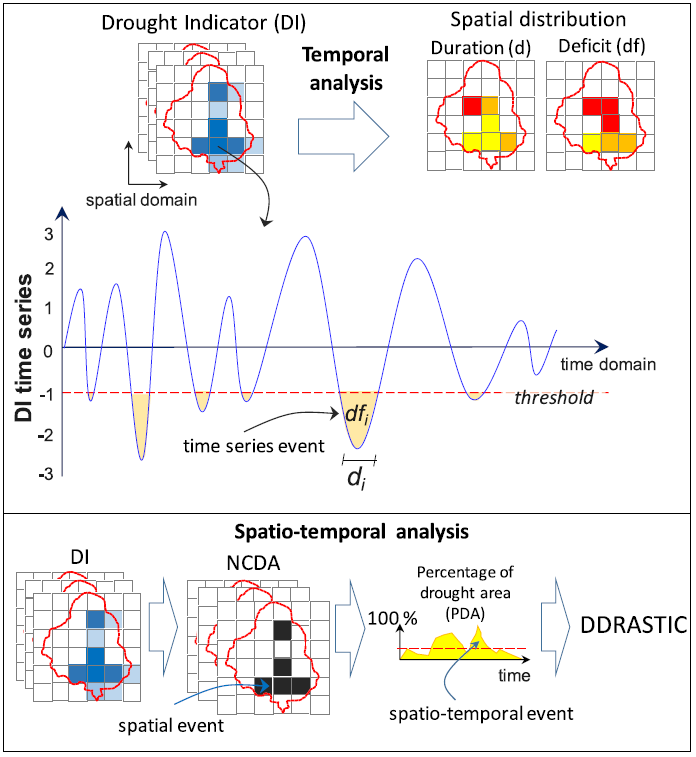 Drought Indicator (DI)
Temporal
analysis
Spatial distribution
Duration (d)
Deficit (df)
spatial domain
DI time series
3
2
1
0
-1
-2
-3
time domain
threshold
time series event
dfi
di
Spatio-temporal analysis
DI
NCDA
spatial event
Percentage of
drought area
(PDA)
100 %
time
spatio-temporal event
DDRASTIC